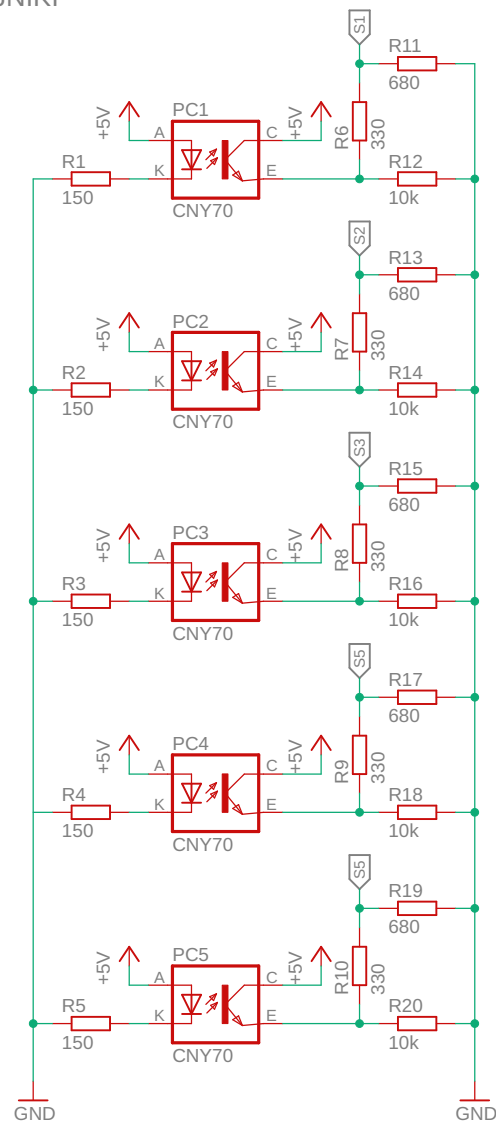 S1
R11
680
+5V
PC1
+5V
A
C
R6
330
R1
K
E
R12
150
CNY70
10k
S2
R13
680
+5V
PC2
+5V
A
C
R7
330
R2
K
E
R14
150
CNY70
10k
S3
R15
680
+5V
PC3
+5V
A
C
R8
330
R3
K
E
R16
150
CNY70
10k
S5
R17
680
+5V
PC4
+5V
A
C
R9
330
R4
K
E
R18
150
CNY70
10k
S5
R19
680
+5V
PC5
+5V
A
C
R10
330
R5
K
E
R20
150
CNY70
10k
GND
GND